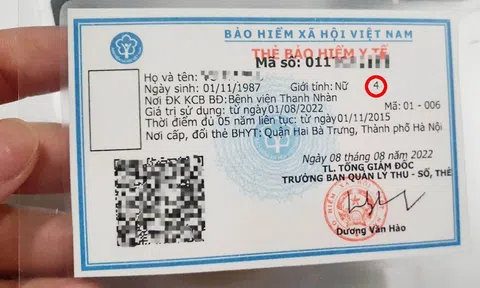 BẢO HIỂM XÃ HỘI VIỆT NAM
THẺ BẢO HIỂM Y TẾ
Mã số: 011
Họ và tên:
Ngày sinh: 01/11/1987 Giới tính: Nữ 4
Nơi ĐK KCB BĐ: Bệnh viện Thanh Nhàn
Giá trị sử dụng: từ ngày 01/08/2022 Mã: 01 - 006
Thời điểm đủ 05 năm liên tục: từ ngày 01/11/2015
Nơi cấp, đổi thẻ BHYT: Quận Hai Bà Trưng, Thành phố Hà Nội
Ngày 08 tháng 08 năm 2022
TL. TỔNG GIÁM ĐỐC
TRƯỞNG BAN QUẢN LÝ THU - SỔ, THẺ
Dương Văn Hào